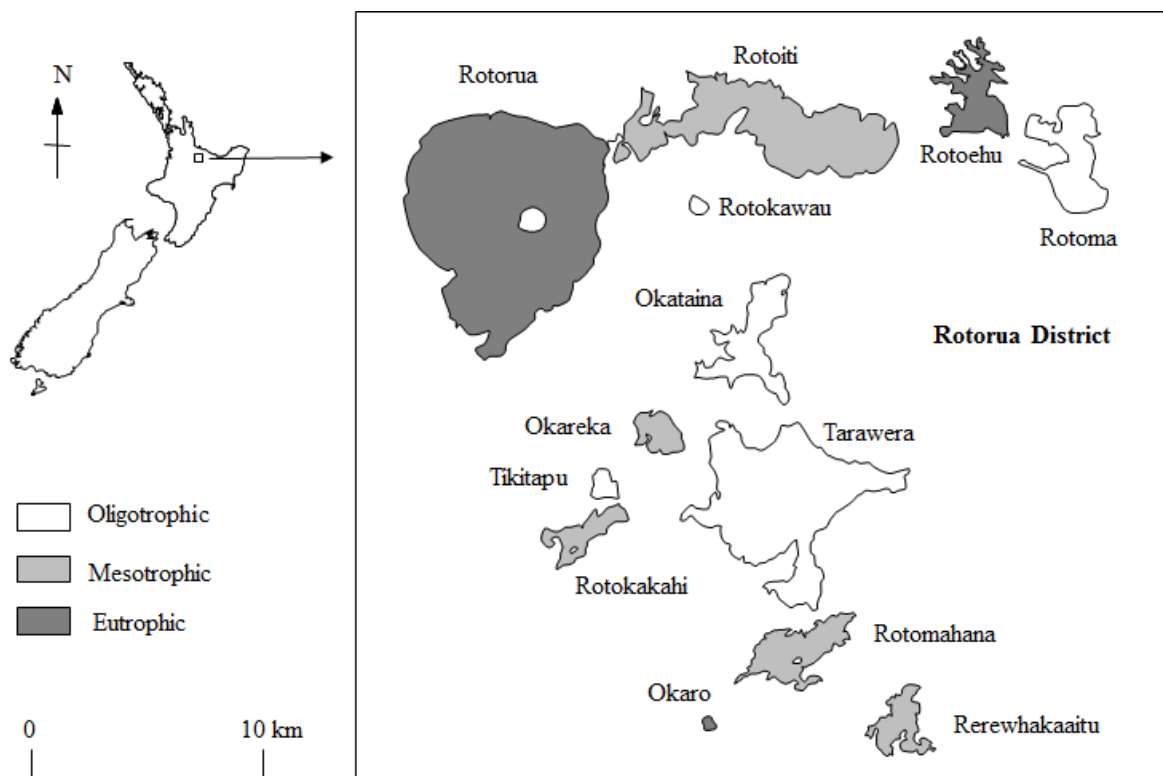 N
Rotorua
Rotoiti
Rotoehu
Rotokawau
Rotoma
Okataina
Rotorua District
Okareka
Tarawera
Tikitapu
Rotokakahi
Rotomahana
Okaro
Rerewhakaaitu
Oligotrophic
Mesotrophic
Eutrophic
0 10 km